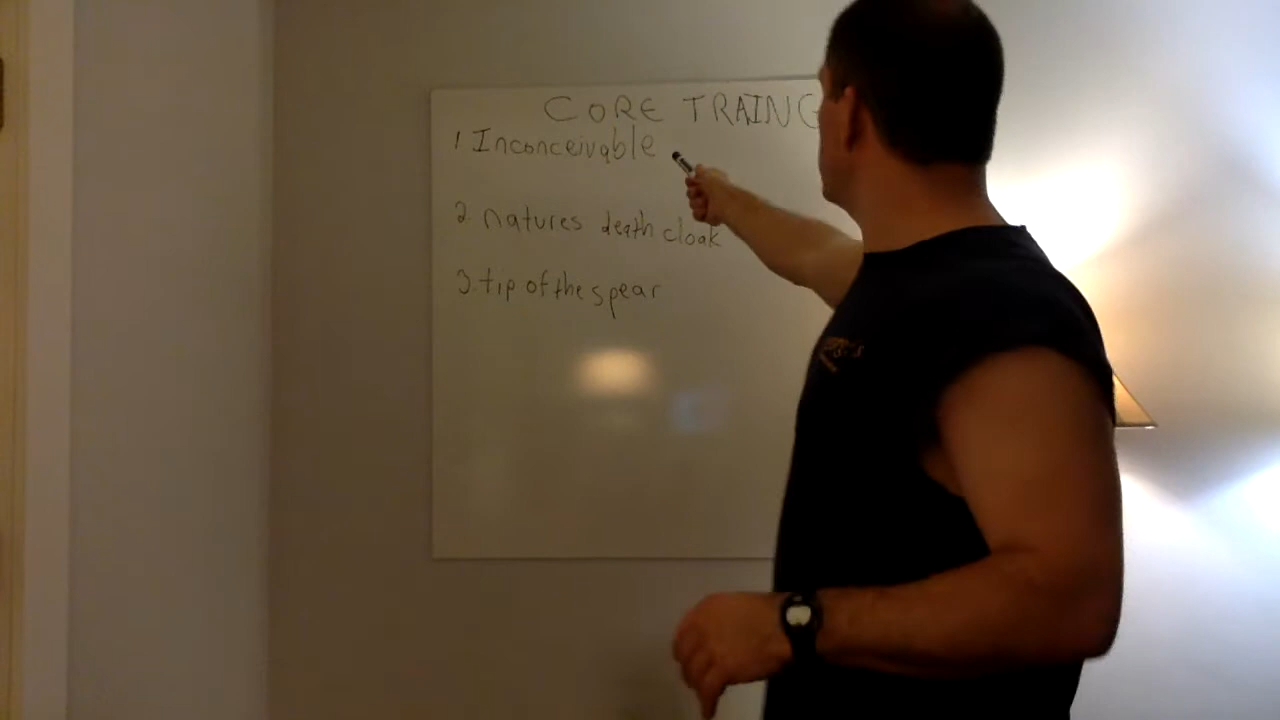 CORE TRAING
1 Inconceivable
2 natures death cloak
3. tip of the spear